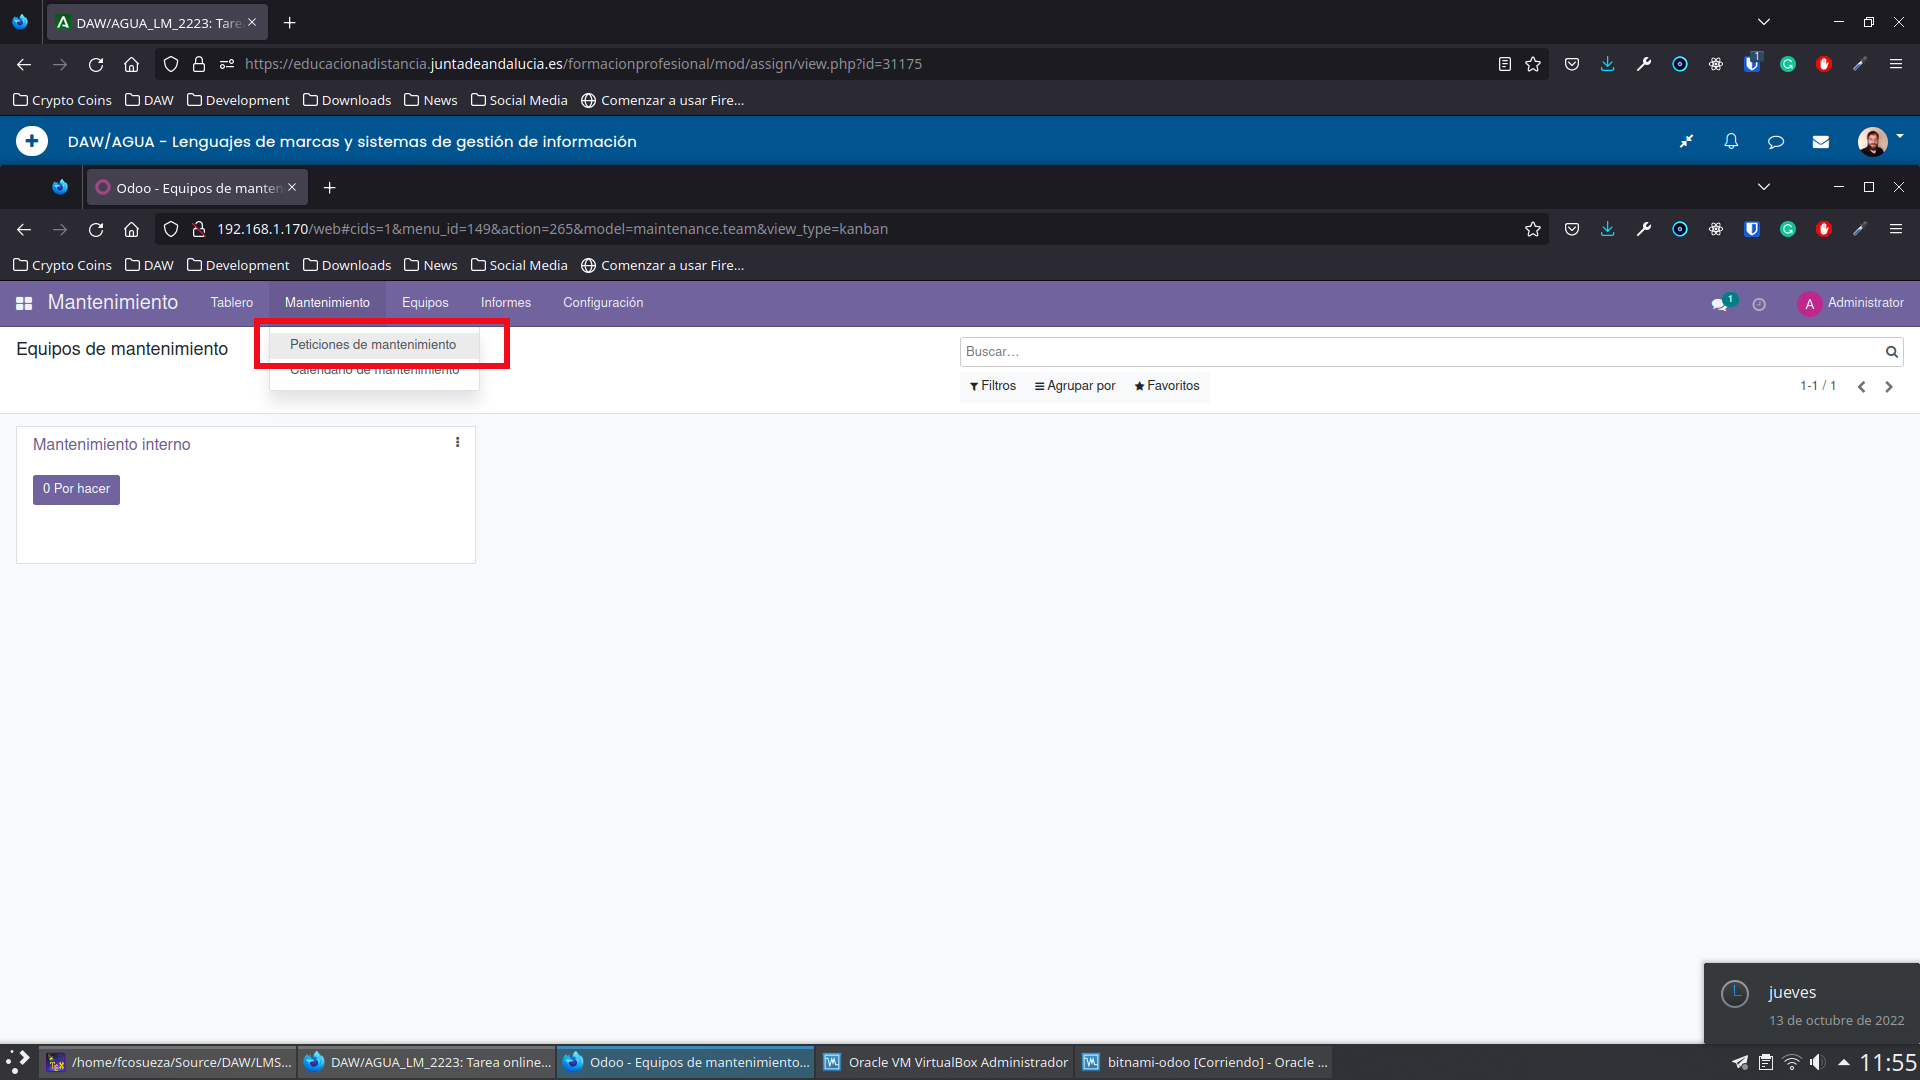 DAW/AGUA_LM_2223: Tare
https://educacionadistancia.juntadeandalucia.es/formacionprofesional/mod/assign/view.php?id=31175
1
Crypto Coins DAW Development Downloads News Social Media Comenzar a usar Fire...
DAW/AGUA - Lenguajes de marcas y sistemas de gestión de información
Odoo - Equipos de manten
192.168.1.170/web#cids=1&menu_id=149&action=265&model=maintenance.team&view_type=kanban
Crypto Coins DAW Development Downloads News Social Media Comenzar a usar Fire...
Mantenimiento Tablero Mantenimiento Equipos Informes Configuración 1 A Administrator
Equipos de mantenimiento
Peticiones de mantenimiento
Calendario de mantenimiento
Buscar...
Filtros Agrupar por Favoritos 1-1 / 1
Mantenimiento interno
0 Por hacer
jueves
13 de octubre de 2022
/home/fcosueza/Source/DAW/LMS... DAW/AGUA_LM_2223: Tarea online... Odoo - Equipos de mantenimiento... Oracle VM VirtualBox Administrador bitnami-odoo [Corriendo] - Oracle ... 11:55